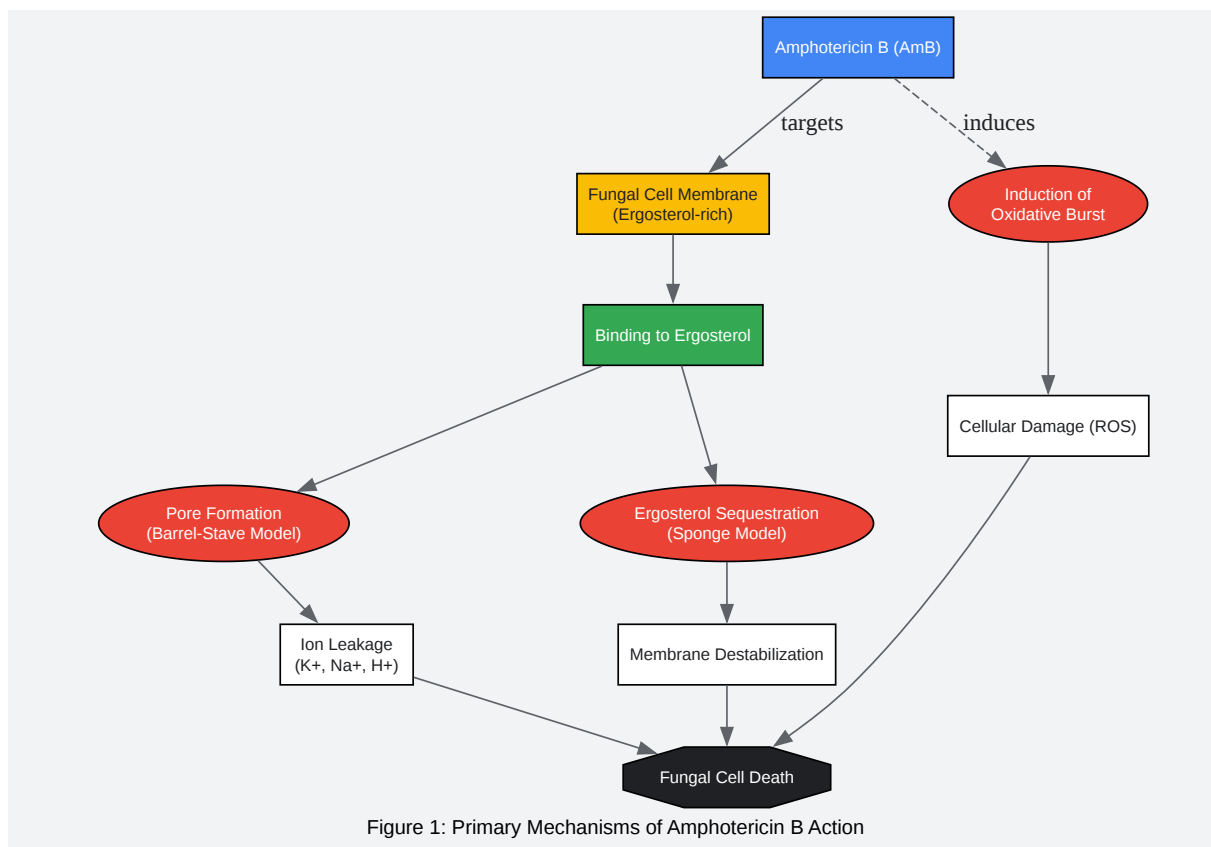 Amphotericin B (AmB)
targets
induces
Fungal Cell Membrane
(Ergosterol-rich)
Induction of
Oxidative Burst
Binding to Ergosterol
Cellular Damage (ROS)
Pore Formation
(Barrel-Stave Model)
Ergosterol Sequestration
(Sponge Model)
Ion Leakage
(K+, Na+, H+)
Membrane Destabilization
Fungal Cell Death
Figure 1: Primary Mechanisms of Amphotericin B Action